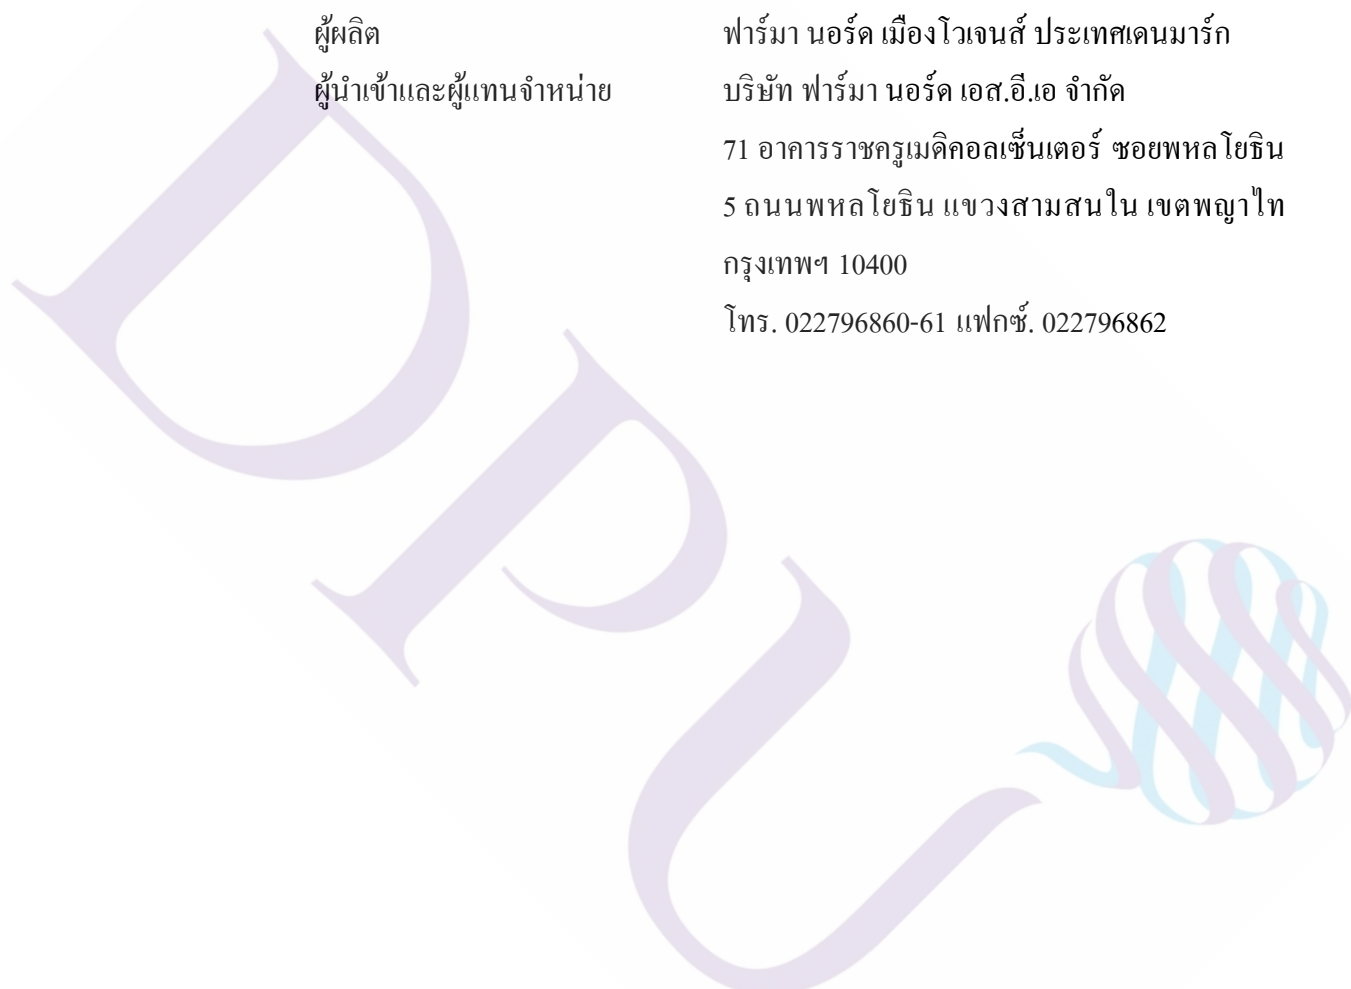 ผู้ผลิต ฟาร์มา นอร์ด เมืองโวเจนส์ ประเทศเดนมาร์ก
ผู้นำเข้าและผู้แทนจำหน่าย บริษัท ฟาร์มา นอร์ด เอส.อี.เอ จำกัด
71 อาคารราชครูเมดิคอลเซ็นเตอร์ ซอยพหลโยธิน
5 ถนนพหลโยธิน แขวงสามสนใน เขตพญาไท
กรุงเทพฯ 10400
โทร. 022796860-61 แฟกซ์. 022796862
DPU